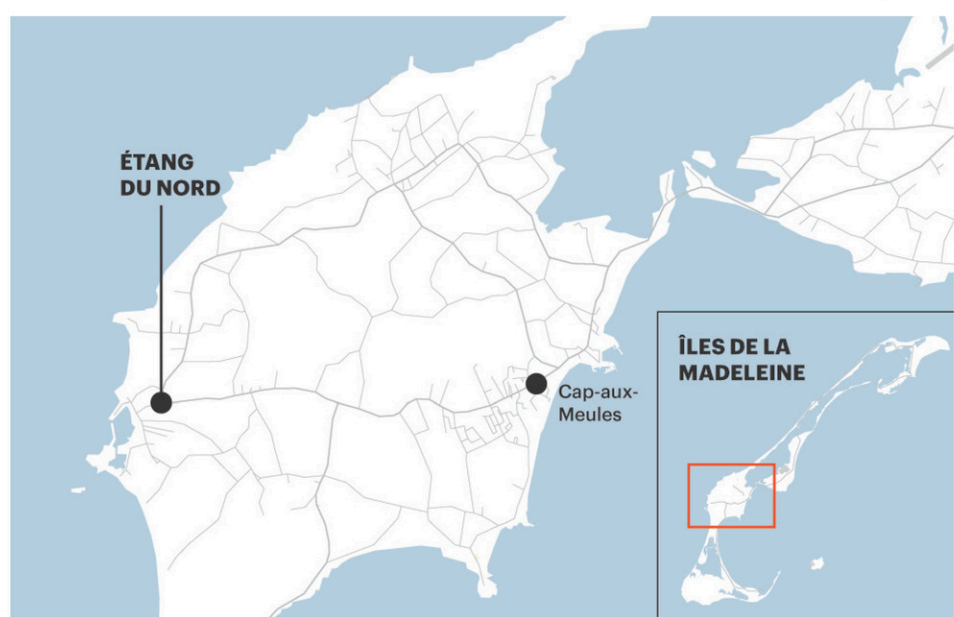 ÉTANG
DU NORD
ÎLES DE LA
MADELEINE
Cap-aux-
Meules